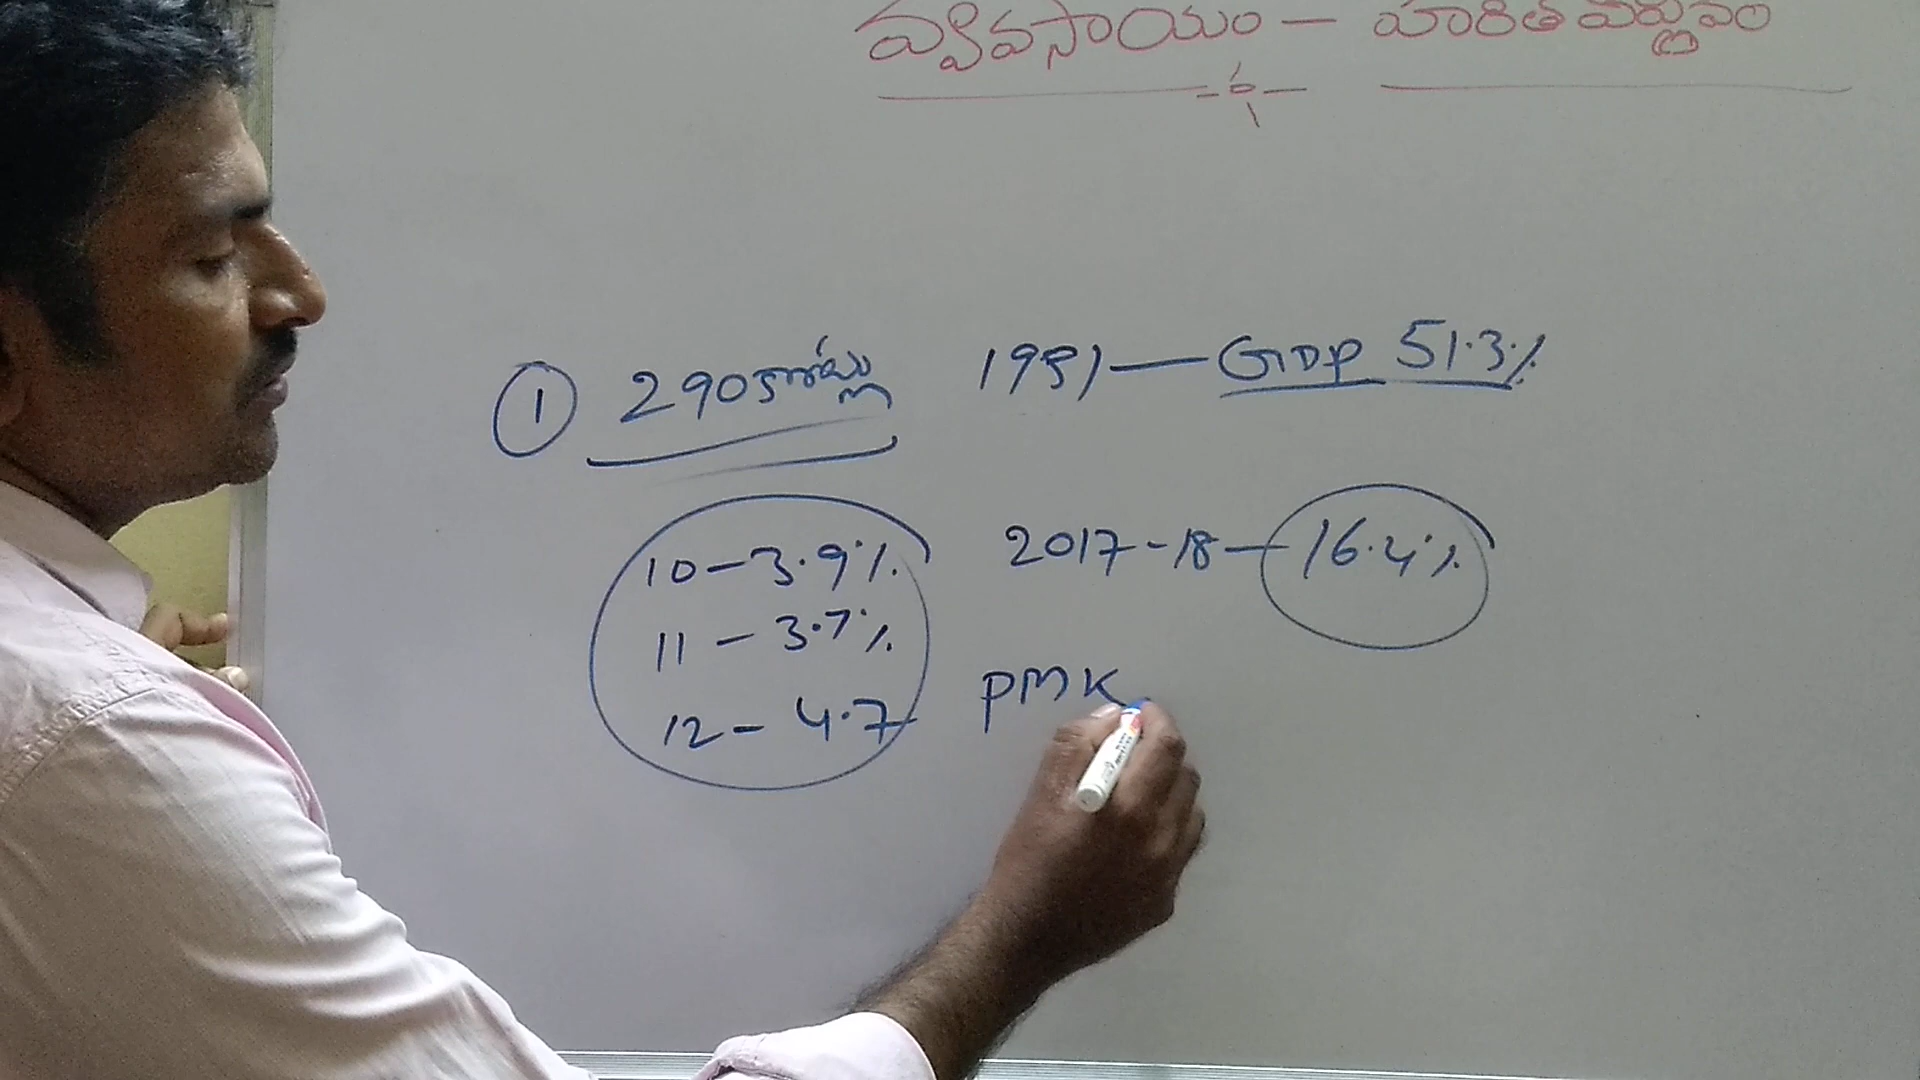 వ్యవసాయం - హరిత విప్లవం
① 290 కోట్లు 1951 — GDP 51.3%
10 - 3.9% 2017-18 - 16.4%
11 - 3.7%
12 - 4.7 PMK